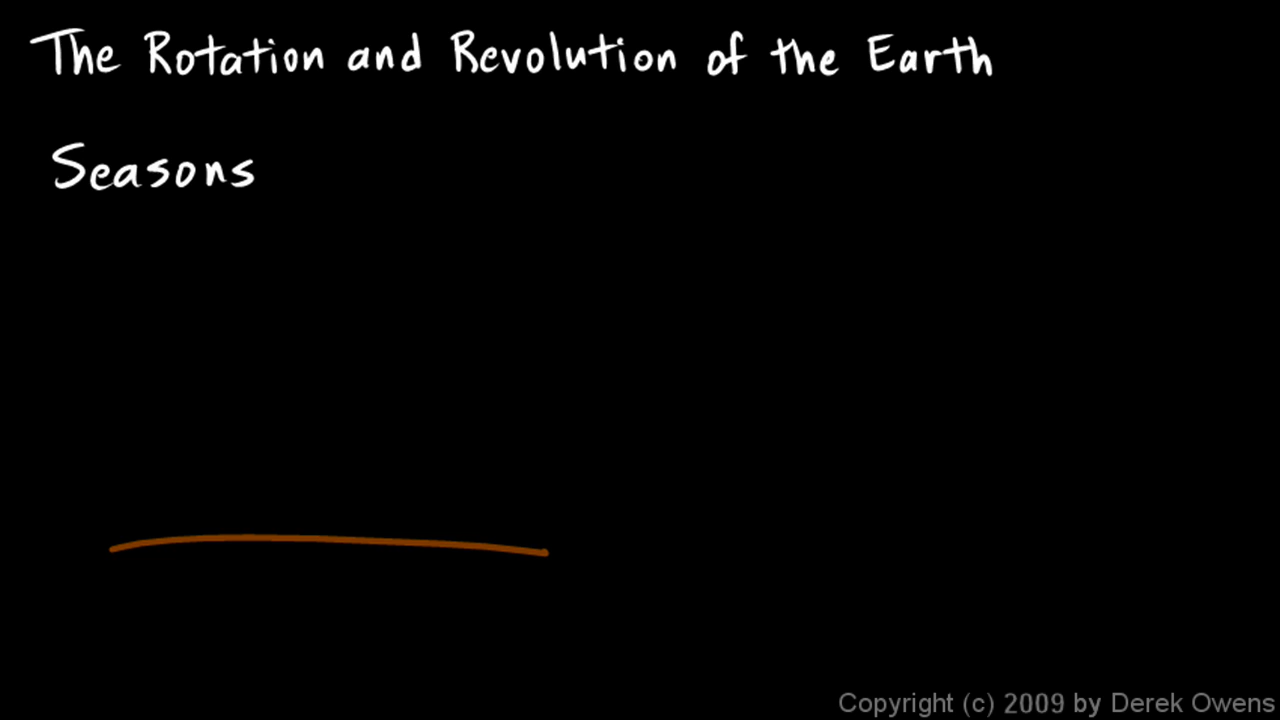 The Rotation and Revolution of the Earth
Seasons
Copyright (c) 2009 by Derek Owens